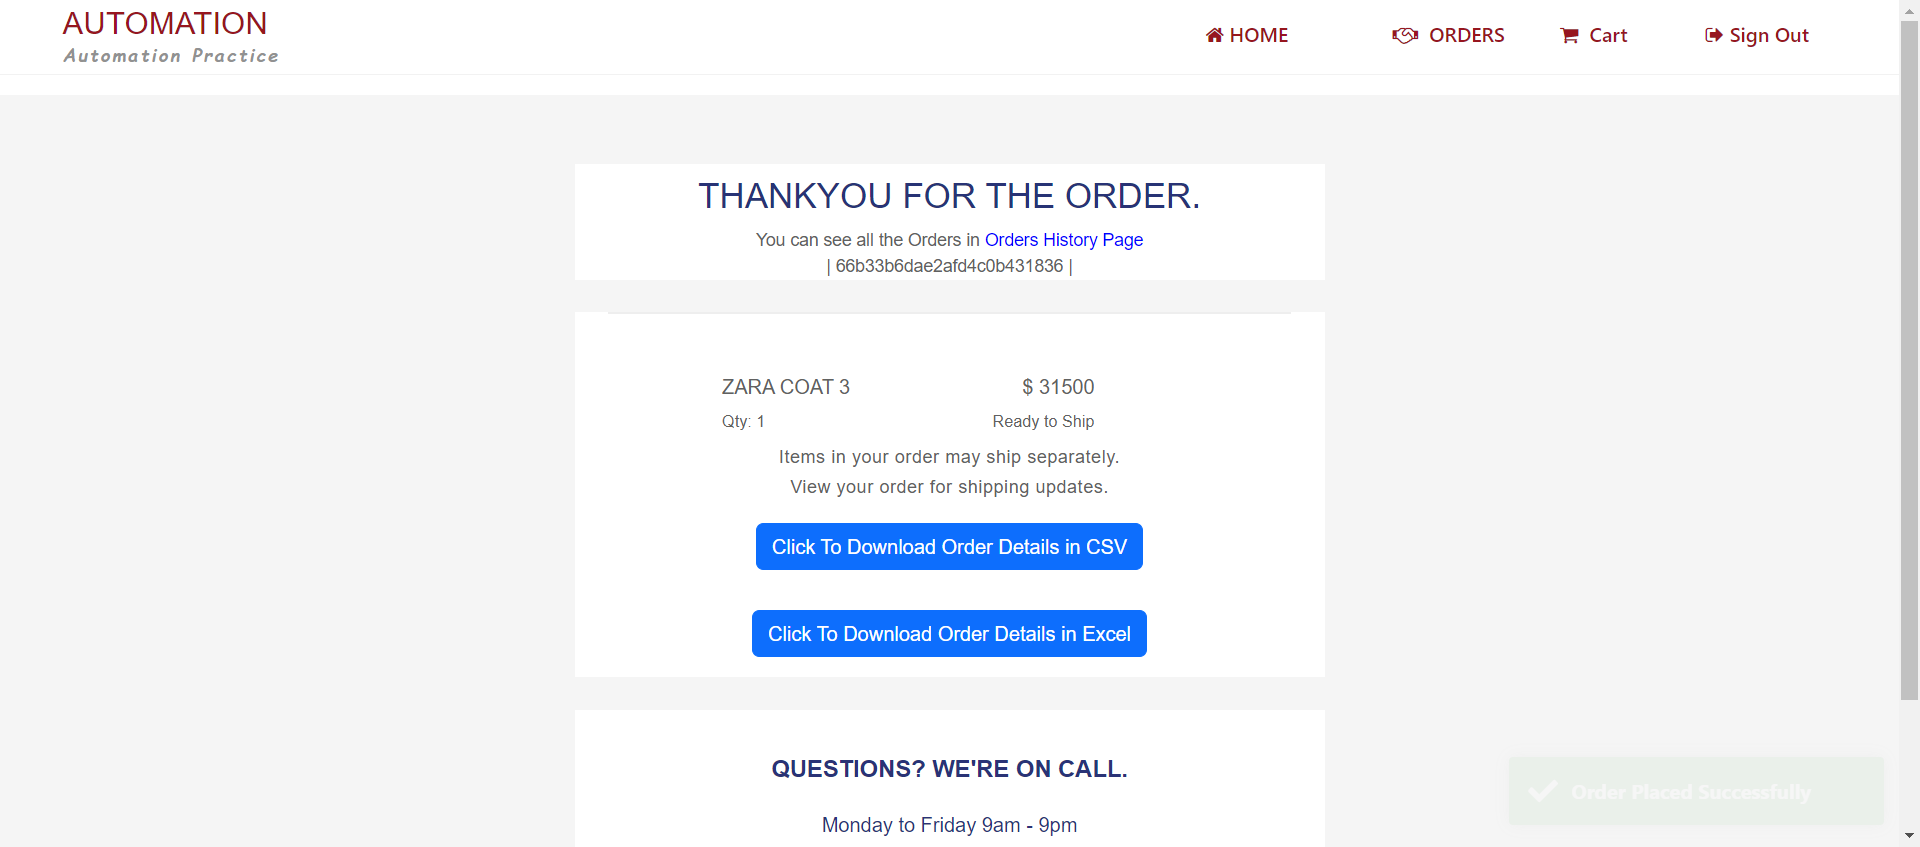 AUTOMATION
Automation Practice
HOME
ORDERS
Cart
Sign Out
THANKYOU FOR THE ORDER.
You can see all the Orders in Orders History Page
| 66b33b6dae2afd4c0b431836 |
ZARA COAT 3
$ 31500
Qty: 1
Ready to Ship
Items in your order may ship separately.
View your order for shipping updates.
Click To Download Order Details in CSV
Click To Download Order Details in Excel
QUESTIONS? WE'RE ON CALL.
Monday to Friday 9am - 9pm
Order Placed Successfully